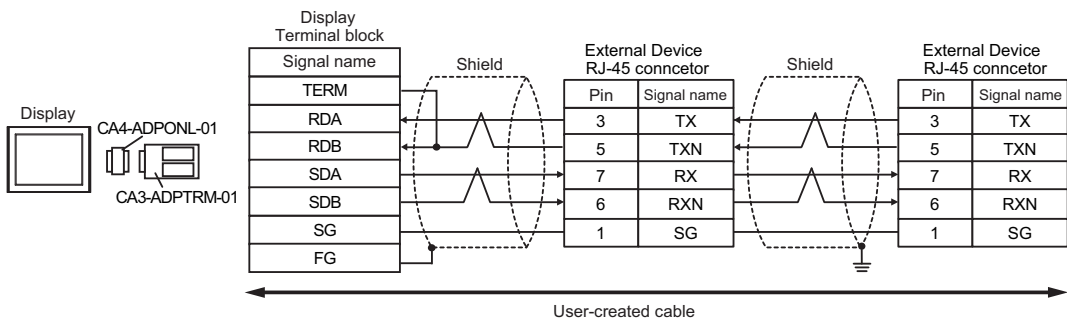 Display
Terminal block
Signal name
TERM
RDA
RDB
SDA
SDB
SG
FG
Display
CA4-ADPONL-01
CA3-ADPTRM-01
Shield
External Device
RJ-45 conncetor
Pin Signal name
3 TX
5 TXN
7 RX
6 RXN
1 SG
Shield
External Device
RJ-45 conncetor
Pin Signal name
3 TX
5 TXN
7 RX
6 RXN
1 SG
User-created cable